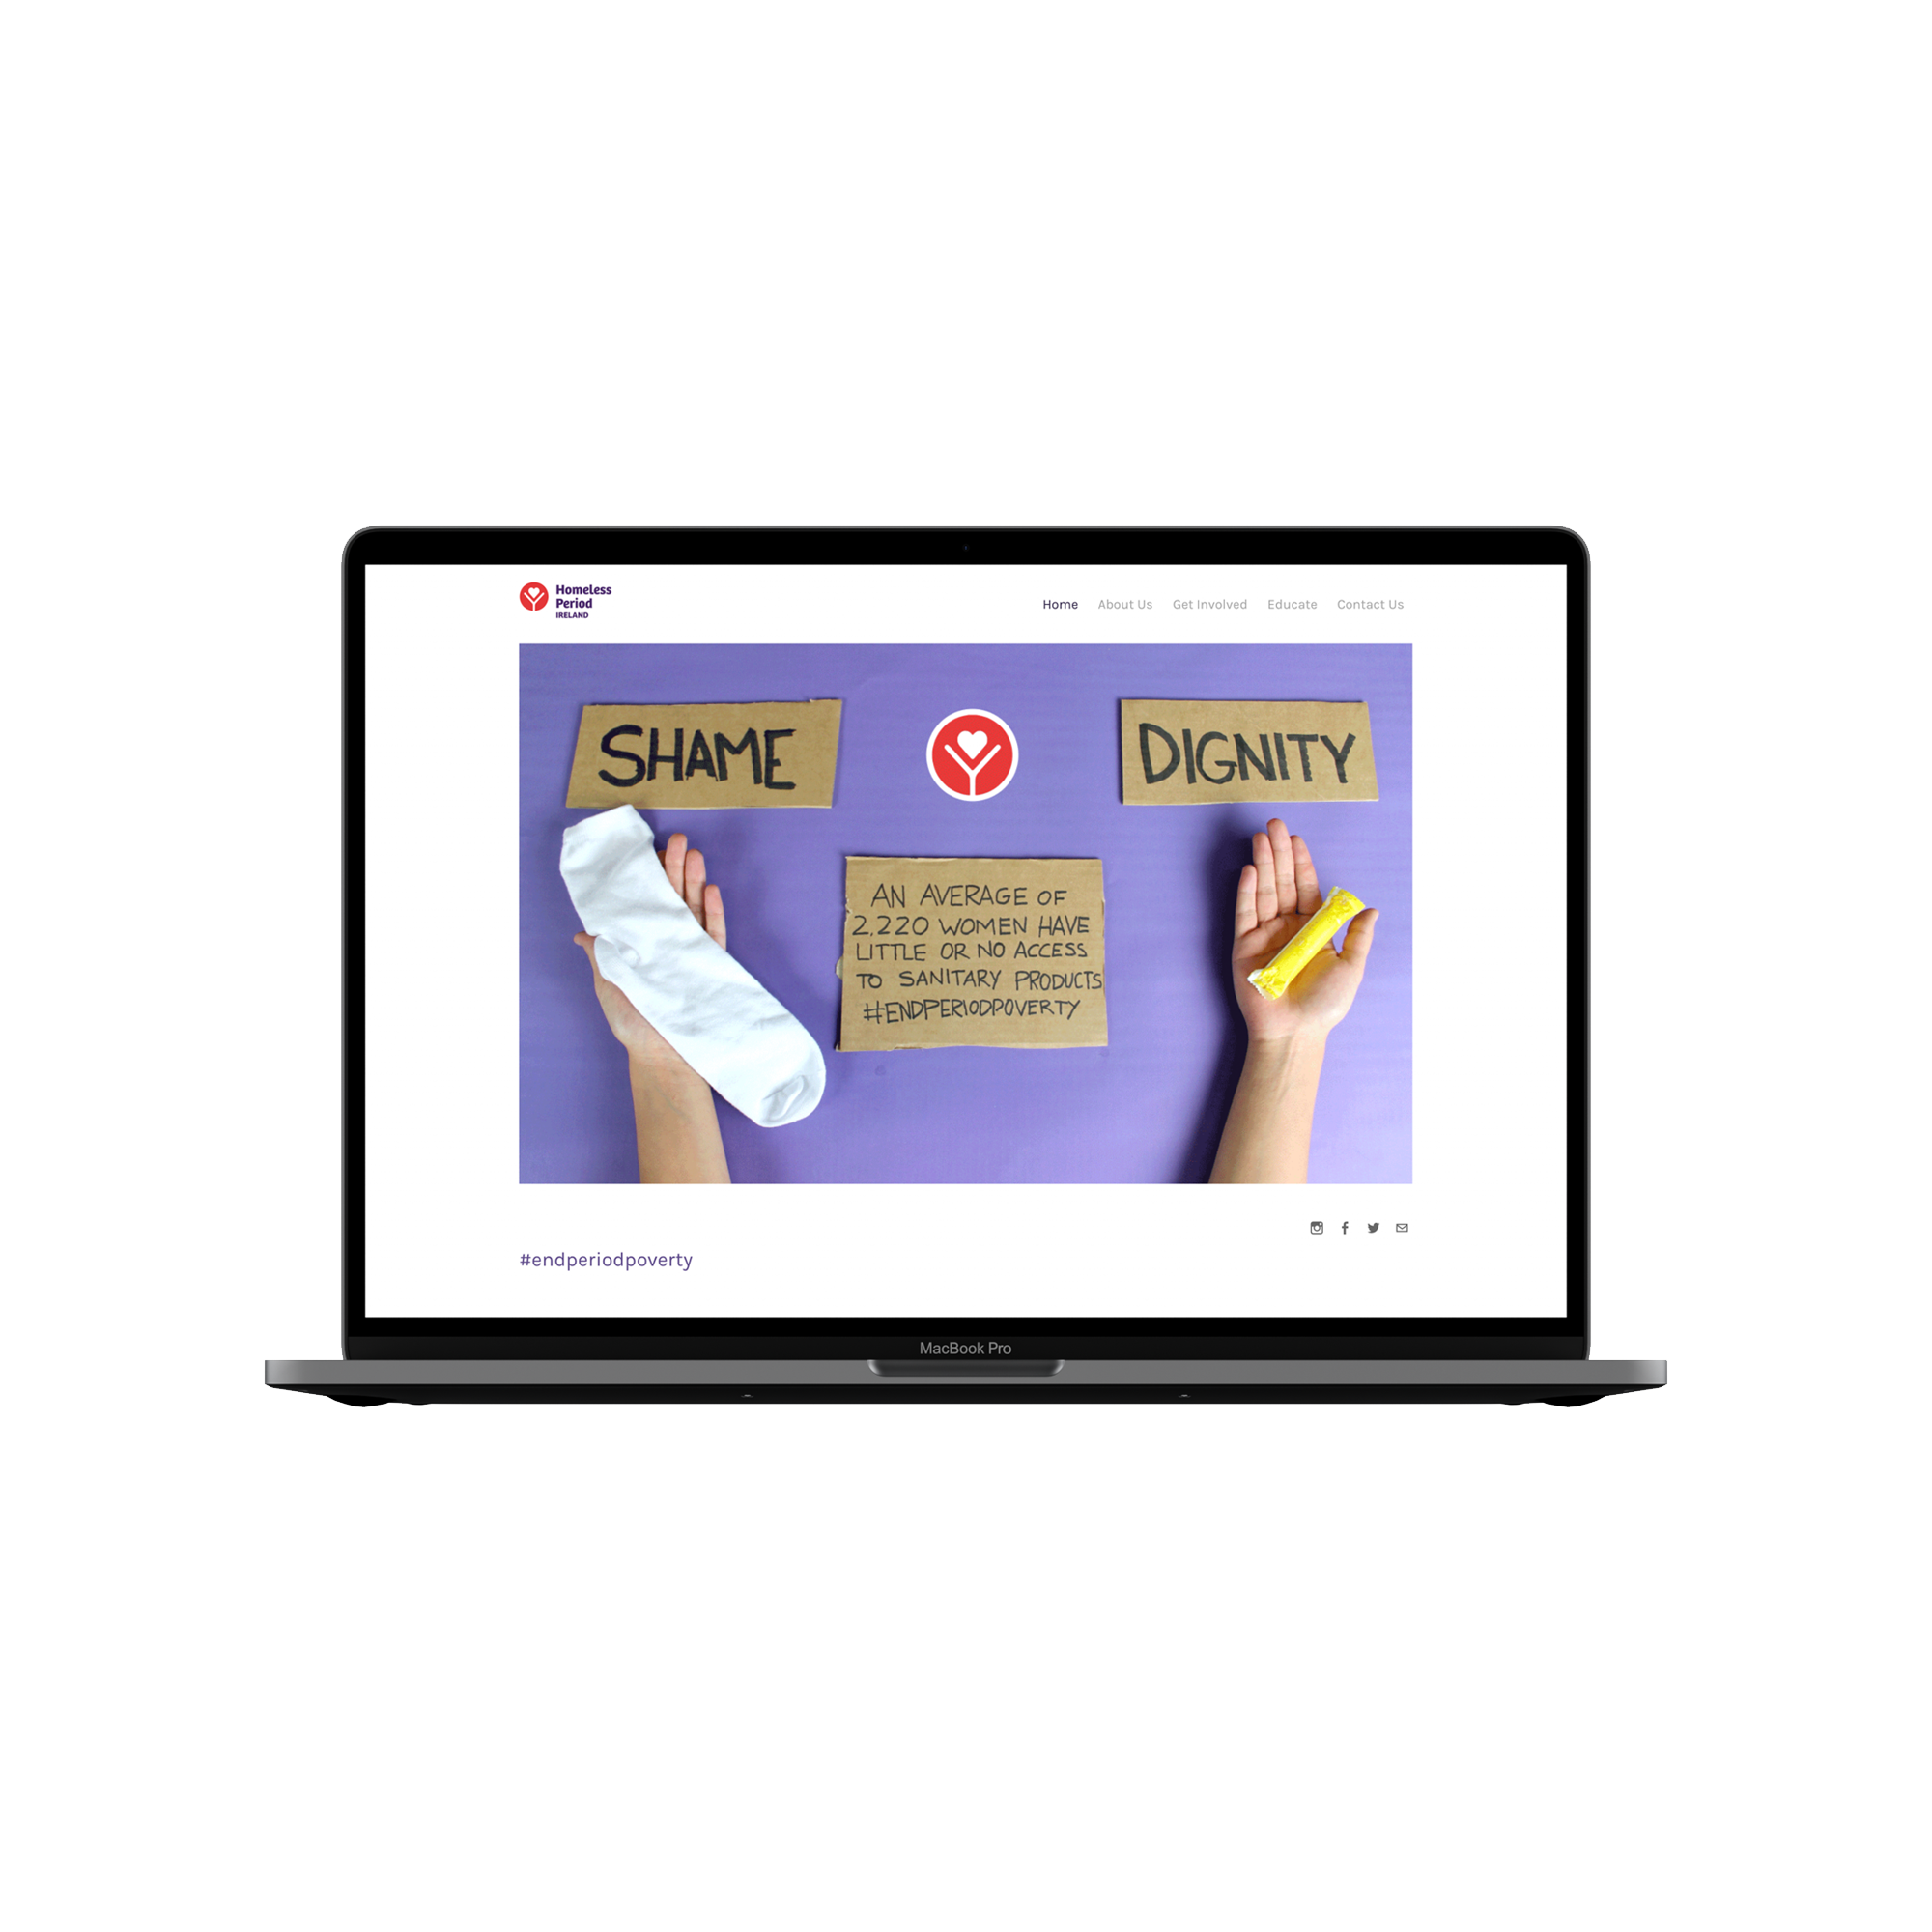 Homeless
Period
IRELAND
Home About Us Get Involved Educate Contact Us
SHAME
DIGNITY
AN AVERAGE OF
2,220 WOMEN HAVE
LITTLE OR NO ACCESS
TO SANITARY PRODUCTS
#ENDPERIODPOVERTY
#endperiodpoverty
MacBook Pro